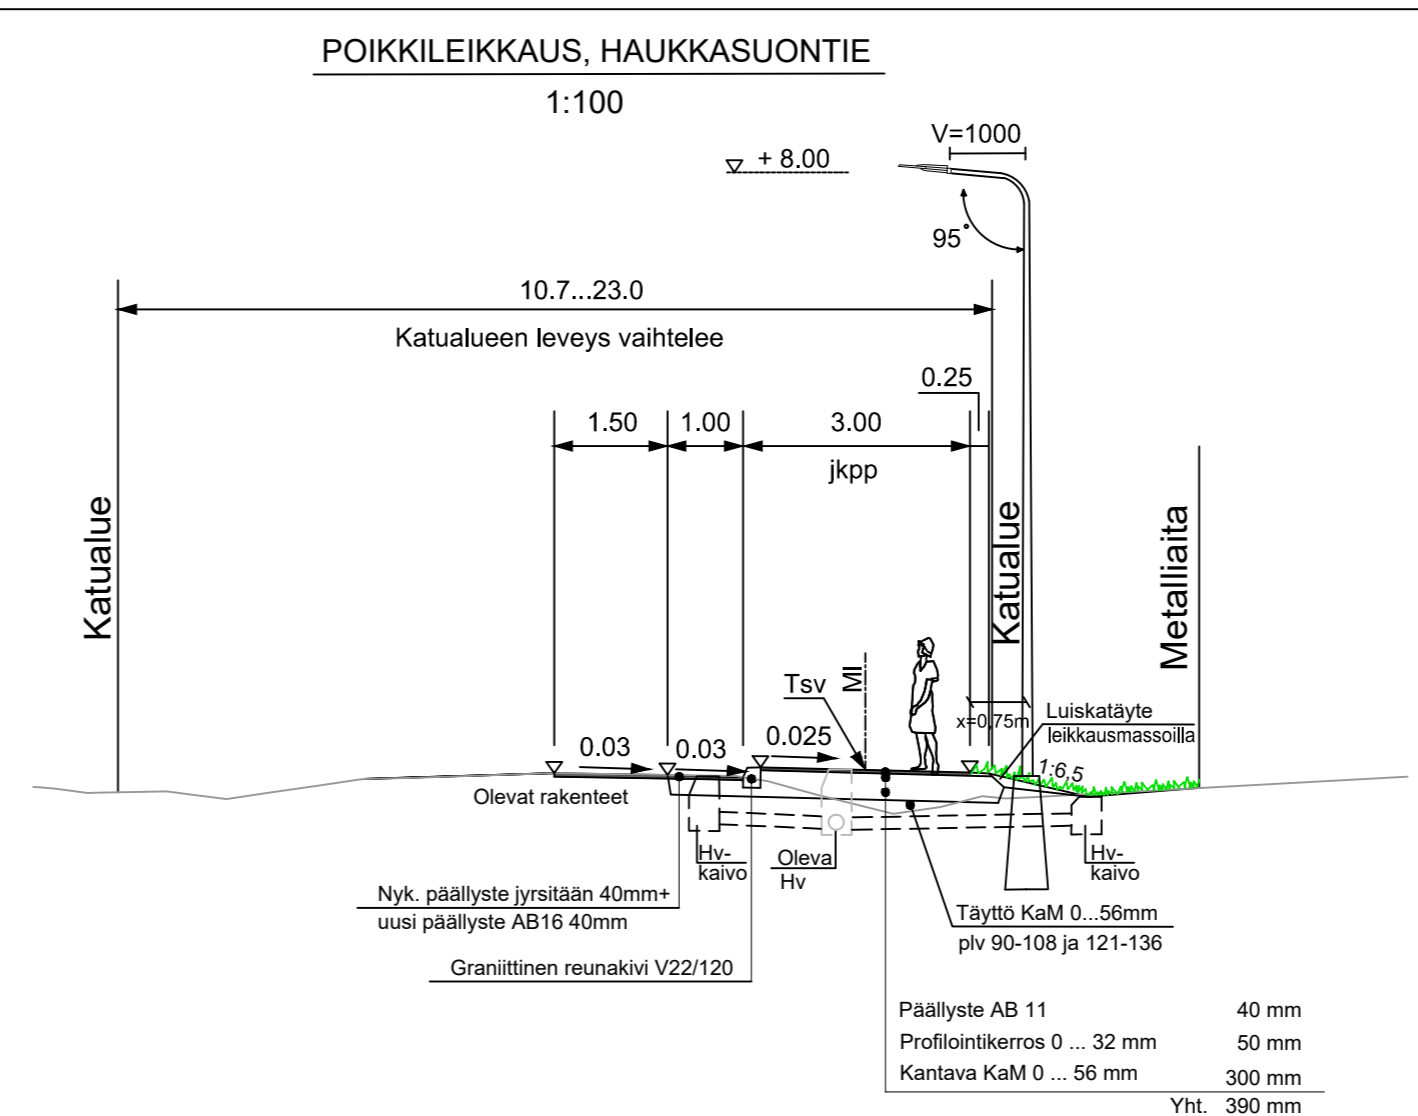 POIKKILEIKKAUS, HAUKKASUONTIE
1:100
V=1000
+ 8.00
95°
10.7...23.0
Katualueen leveys vaihtelee
0.25
1.50
1.00
3.00
jkpp
Katualue
Katualue
Metalliaita
Tsv
Ml
x=0,75m
Luiskatäyte
leikkausmassoilla
0.03
0.03
0.025
1:6,5
Olevat rakenteet
Hv-
kaivo
Oleva
Hv
Hv-
kaivo
Nyk. päällyste jyrsitään 40mm+
uusi päällyste AB16 40mm
Täyttö KaM 0...56mm
plv 90-108 ja 121-136
Graniittinen reunakivi V22/120
Päällyste AB 11 40 mm
Profilointikerros 0 ... 32 mm 50 mm
Kantava KaM 0 ... 56 mm 300 mm
Yht. 390 mm